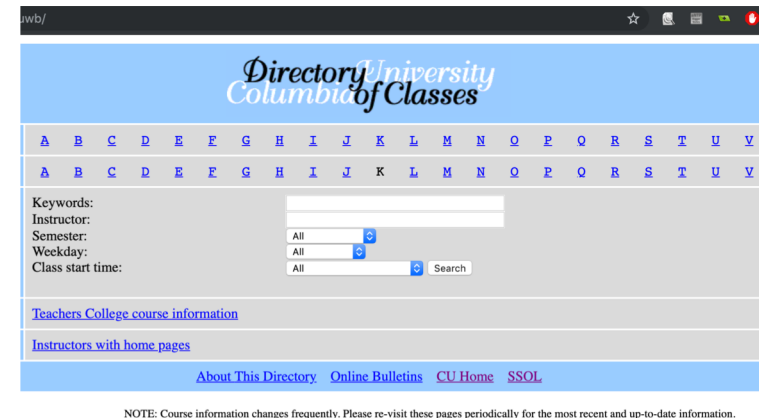 uwb/
Directory University
Columbia of Classes
A B C D E F G H I J K L M N O P Q R S T U V
A B C D E F G H I J K L M N O P Q R S T U V
Keywords:
Instructor:
Semester: All
Weekday: All
Class start time: All Search
Teachers College course information
Instructors with home pages
About This Directory Online Bulletins CU Home SSOL
NOTE: Course information changes frequently. Please re-visit these pages periodically for the most recent and up-to-date information.